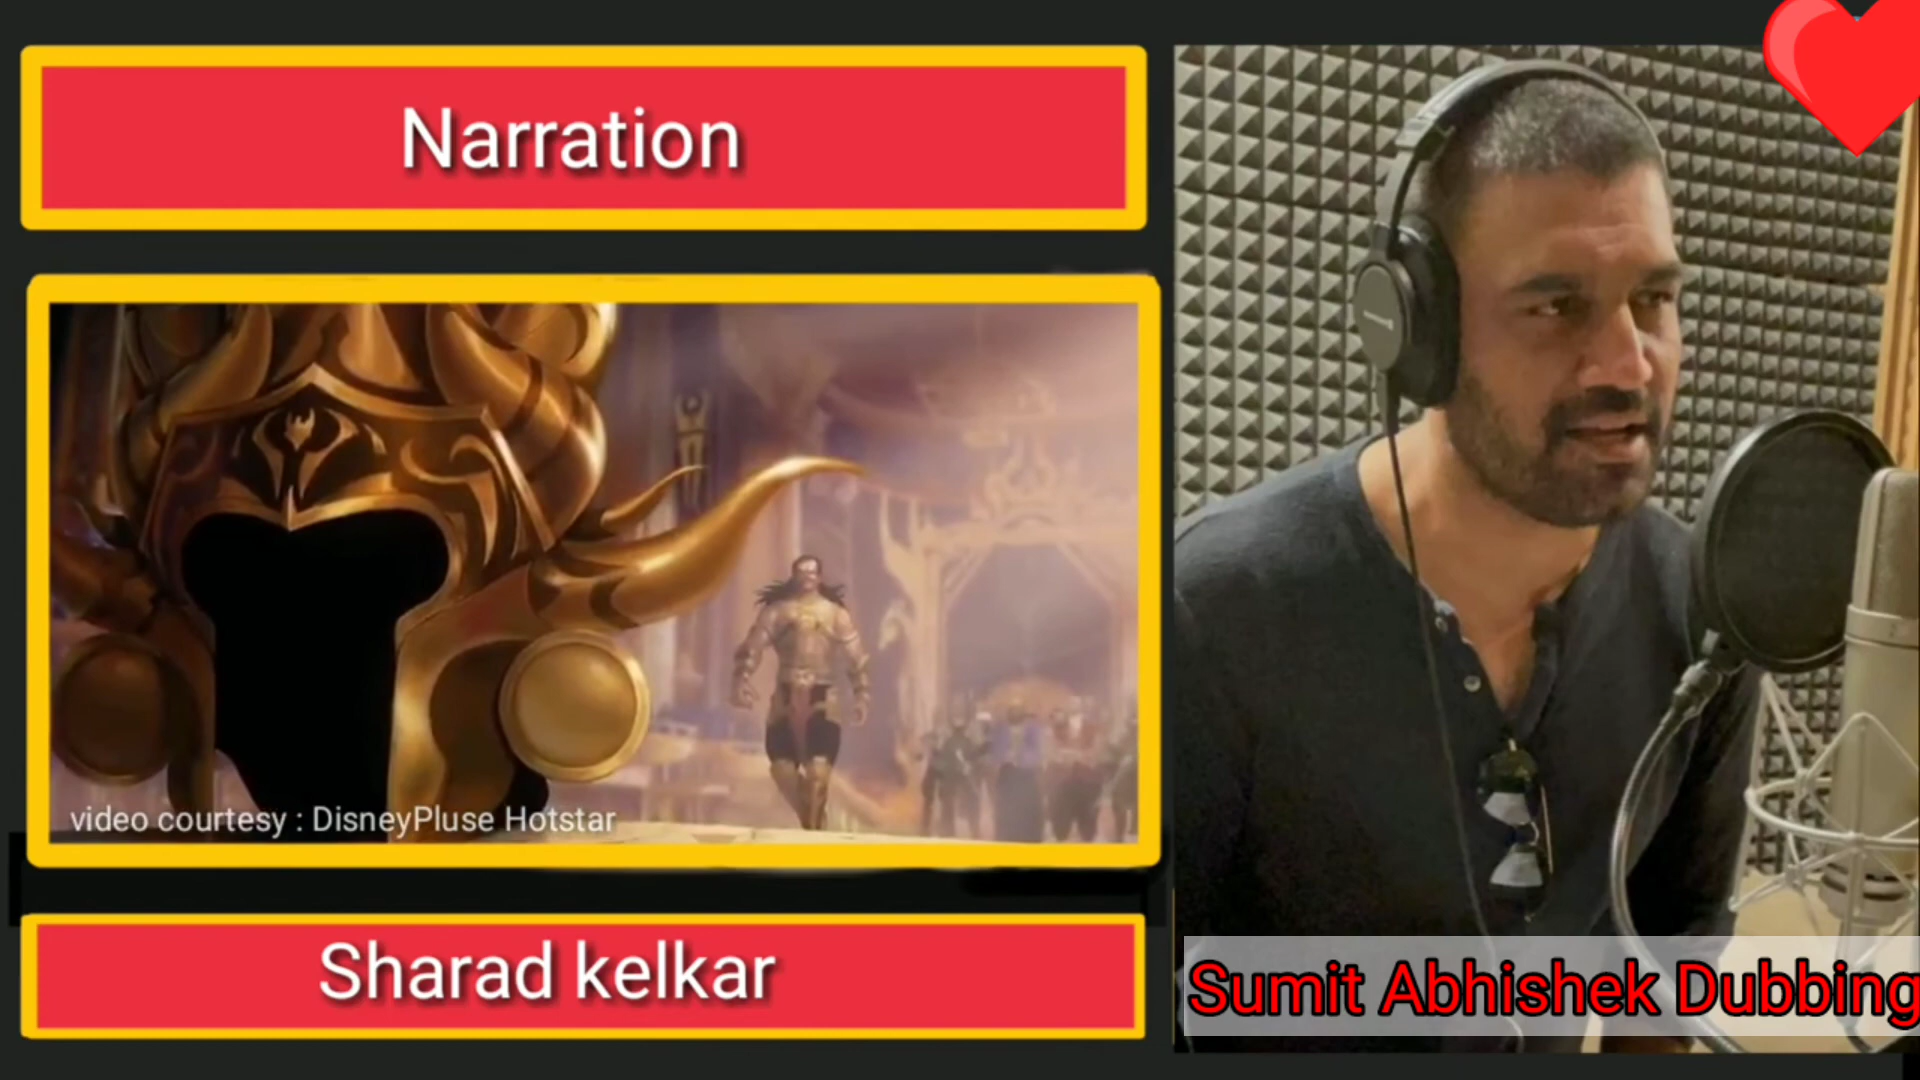 Narration
video courtesy : DisneyPluse Hotstar
Sharad kelkar
Sumit Abhishek Dubbing